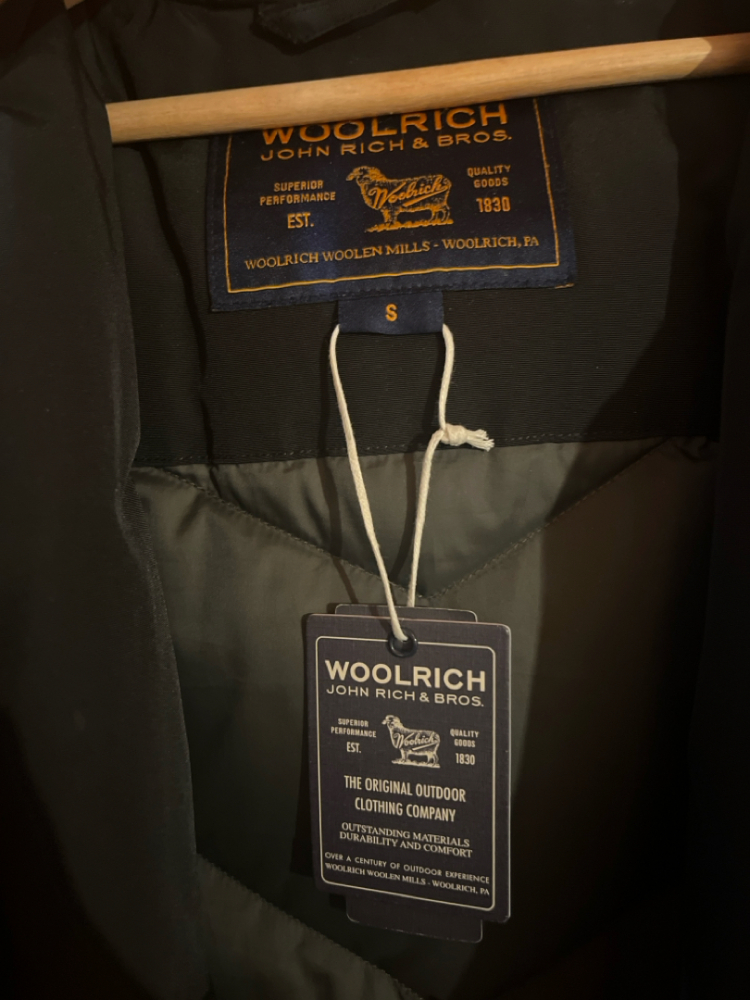 WOOLRICH
JOHN RICH & BROS.
SUPERIOR
PERFORMANCE
EST.
Woolrich
QUALITY
GOODS
1830
WOOLRICH WOOLEN MILLS - WOOLRICH, PA
S
WOOLRICH
JOHN RICH & BROS.
SUPERIOR
PERFORMANCE
EST.
Woolrich
QUALITY
GOODS
1830
THE ORIGINAL OUTDOOR
CLOTHING COMPANY
OUTSTANDING MATERIALS
DURABILITY AND COMFORT
OVER A CENTURY OF OUTDOOR EXPERIENCE
WOOLRICH WOOLEN MILLS - WOOLRICH, PA